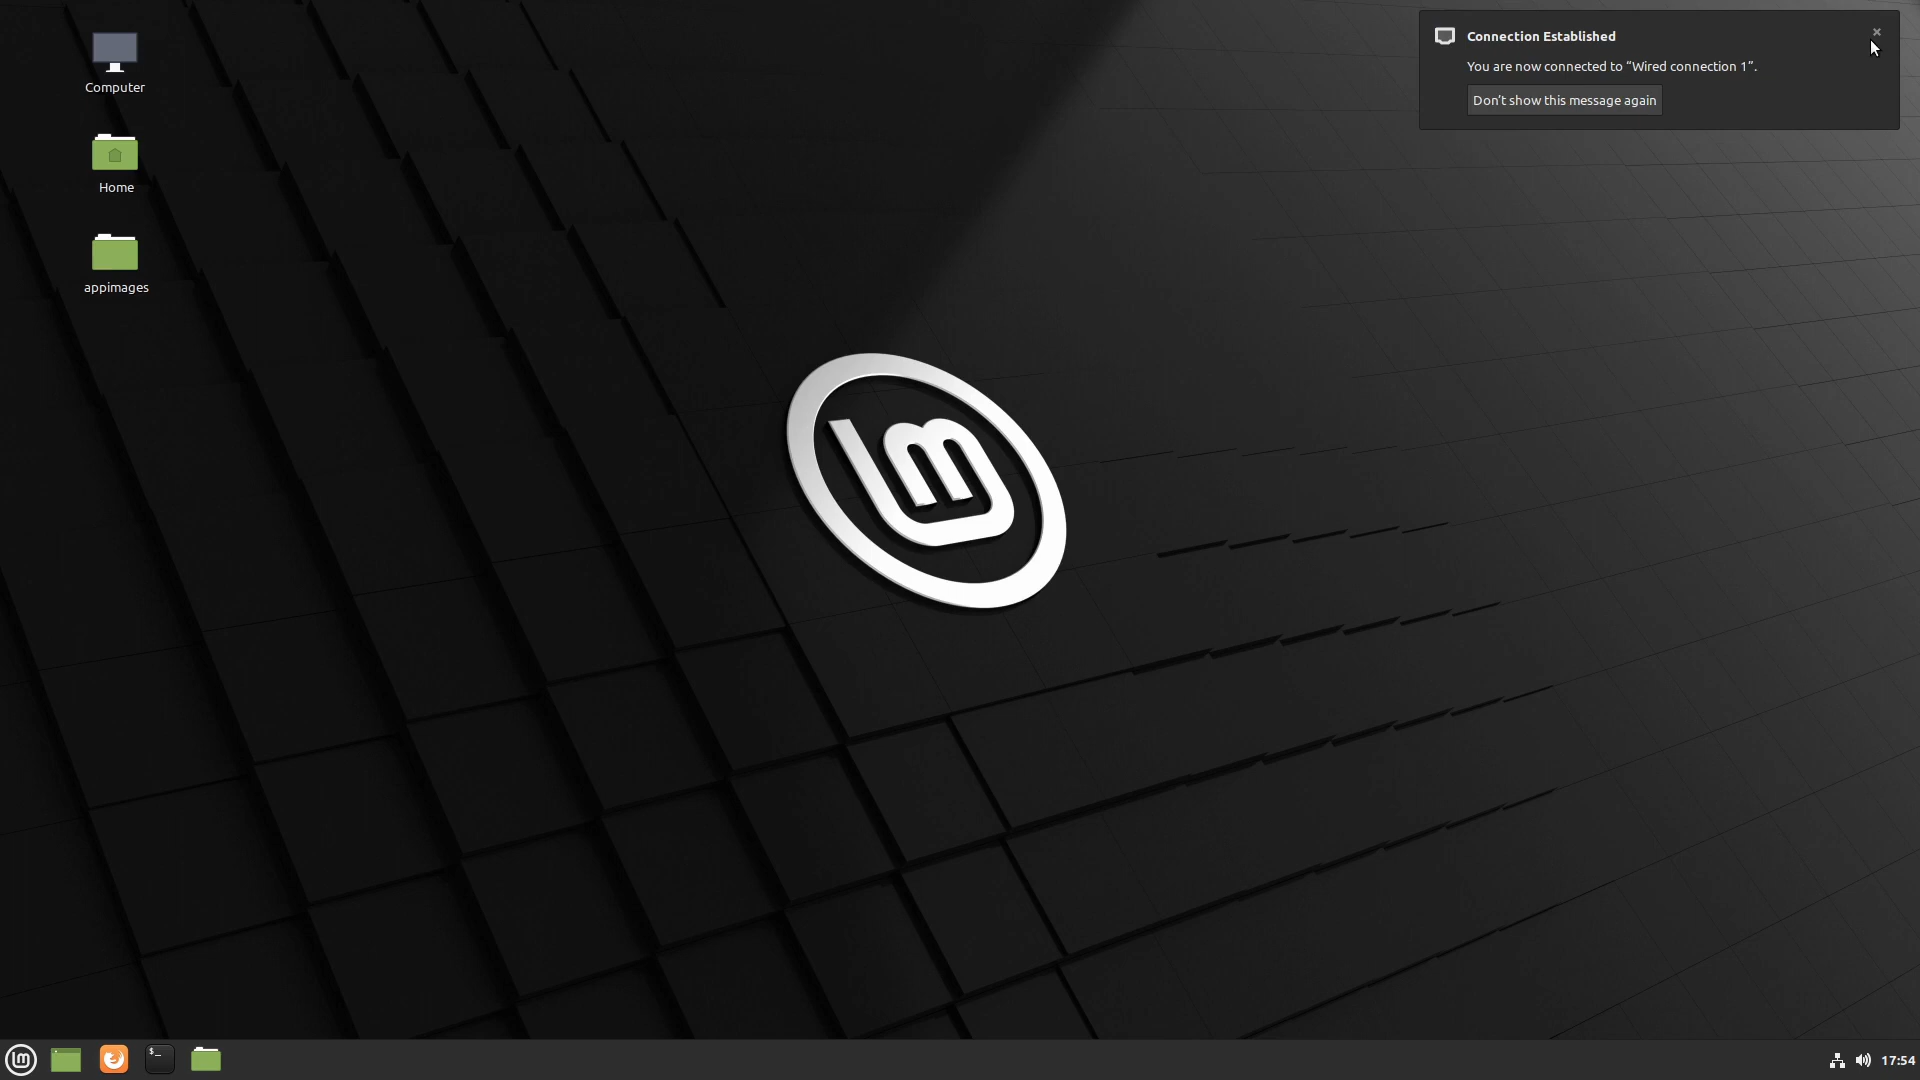 Computer
Home
appimages
Connection Established
You are now connected to “Wired connection 1”.
Don’t show this message again
lm
$_
17:54